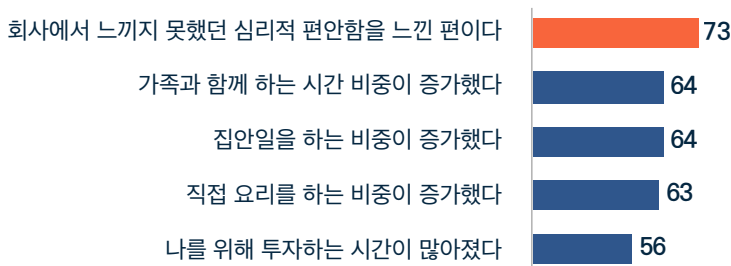 회사에서 느끼지 못했던 심리적 편안함을 느낀 편이다 73
가족과 함께 하는 시간 비중이 증가했다 64
집안일을 하는 비중이 증가했다 64
직접 요리를 하는 비중이 증가했다 63
나를 위해 투자하는 시간이 많아졌다 56